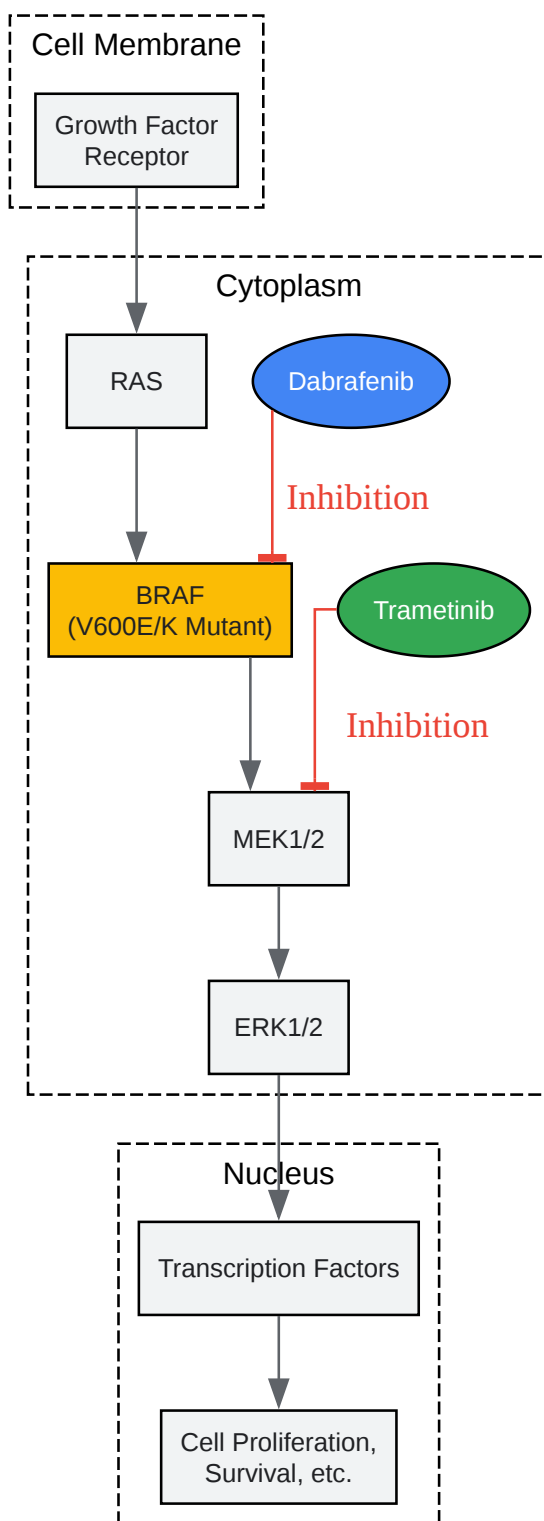 Cell Membrane
Growth Factor
Receptor
Cytoplasm
RAS
Dabrafenib
Inhibition
BRAF
(V600E/K Mutant)
Trametinib
Inhibition
MEK1/2
ERK1/2
Nucleus
Transcription Factors
Cell Proliferation,
Survival, etc.